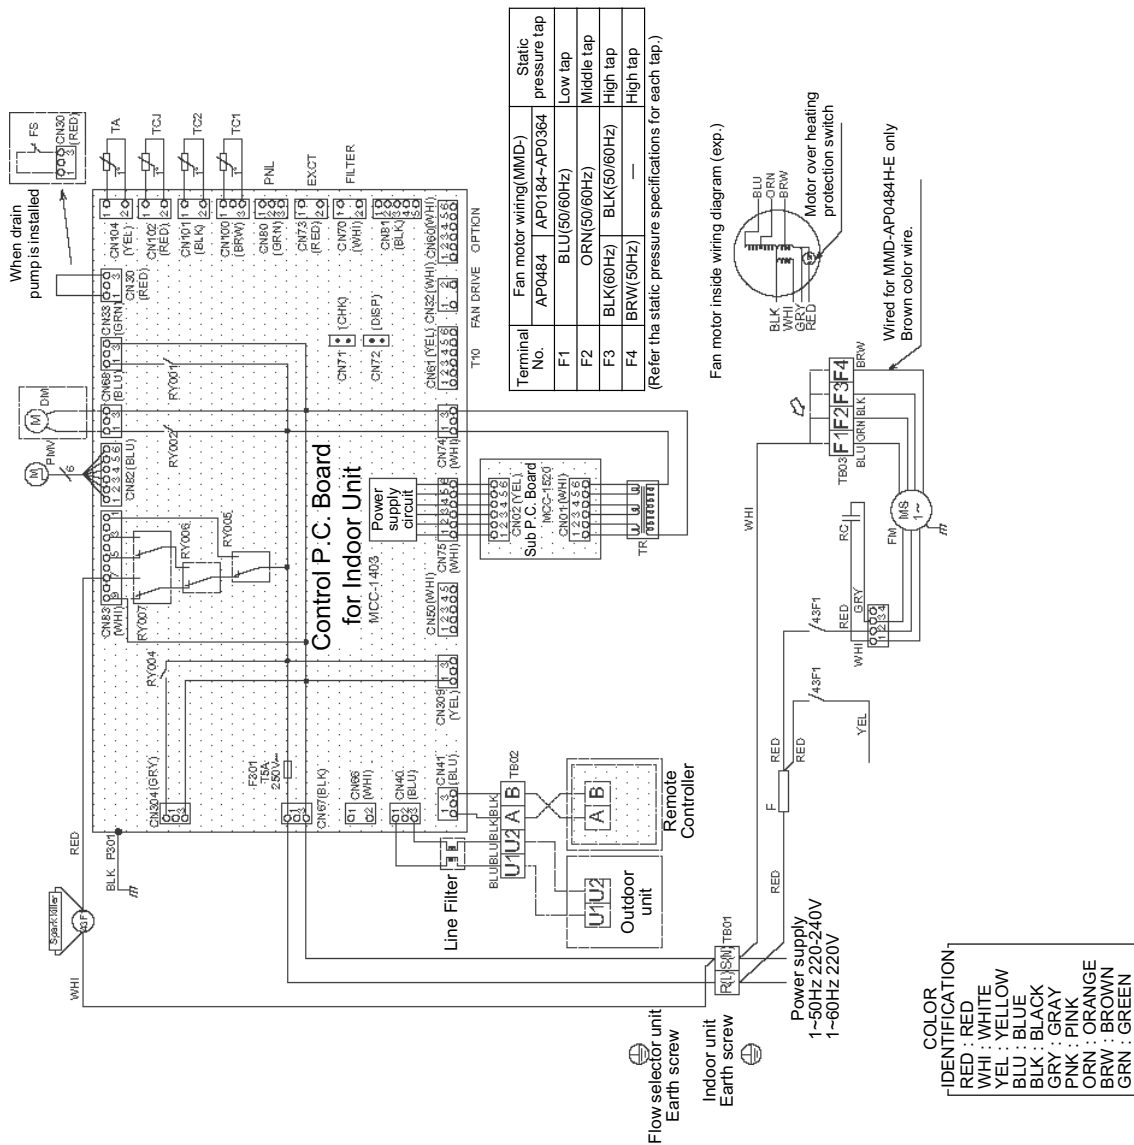 When drain
pump is installed
FS
CN30
(RED)
1 3
TA
TCJ
TC2
TC1
CN104
(YEL)
CN102
(RED)
CN101
(BLK)
CN100
(BRW)
CN80
(GRN)
PNL
CN73
(RED)
EXCT
CN70
(WHI)
FILTER
CN81
(BLK)
CN60(WHI)
OPTION
CN32(WHI)
FAN DRIVE
CN61 (YEL)
T10
CN71
(CHK)
CN72
(DISP)
CN30
(RED)
CN33
(GRN)
CN68
(BLU)
RY001
RY002
DM
M
PMV
M
6
CN82(BLU)
CN83
(WHI)
RY007
RY006
RY005
RY004
Control P.C. Board
for Indoor Unit
MCC-1403
Power
supply
circuit
CN74
(WHI)
CN75
(WHI)
CN50(WHI)
CN309
(YEL)
CN02(YEL)
Sub P.C. Board
MCC-1520
CN01(WHI)
TR
CN304(GRY)
F301
T5A
250V~
CN67(BLK)
CN66
(WHI)
CN40
(BLU)
CN41
(BLU)
P301
BLK
RED
WHI
Spark killer
43F1
Line Filter
BLU BLU BLK BLK
U1 U2 A B
TB02
A B
Remote
Controller
U1 U2
Outdoor
unit
R(L) S(N)
TB01
Power supply
1~50Hz 220-240V
1~60Hz 220V
Flow selector unit
Earth screw
Indoor unit
Earth screw
RED
F
RED
RED
43F1
43F1
YEL
WHI
RED
GRY
WHI
1 2 3 4
RC
FM
MS
1~
TB03
F1 F2 F3 F4
BLU ORN BLK BRW
Wired for MMD-AP0484H-E only
Brown color wire.
Fan motor inside wiring diagram (exp.)
BLK
WHI
GRY
RED
BLU
ORN
BRW
Motor over heating
protection switch
Terminal No. Fan motor wiring(MMD-) Static pressure tap
AP0484 AP0184~AP0364
F1 BLU(50/60Hz) Low tap
F2 ORN(50/60Hz) Middle tap
F3 BLK(60Hz) BLK(50/60Hz) High tap
F4 BRW(50Hz) — High tap
(Refer tha static pressure specifications for each tap.)
COLOR
IDENTIFICATION
RED : RED
WHI : WHITE
YEL : YELLOW
BLU : BLUE
BLK : BLACK
GRY : GRAY
PNK : PINK
ORN : ORANGE
BRW : BROWN
GRN : GREEN